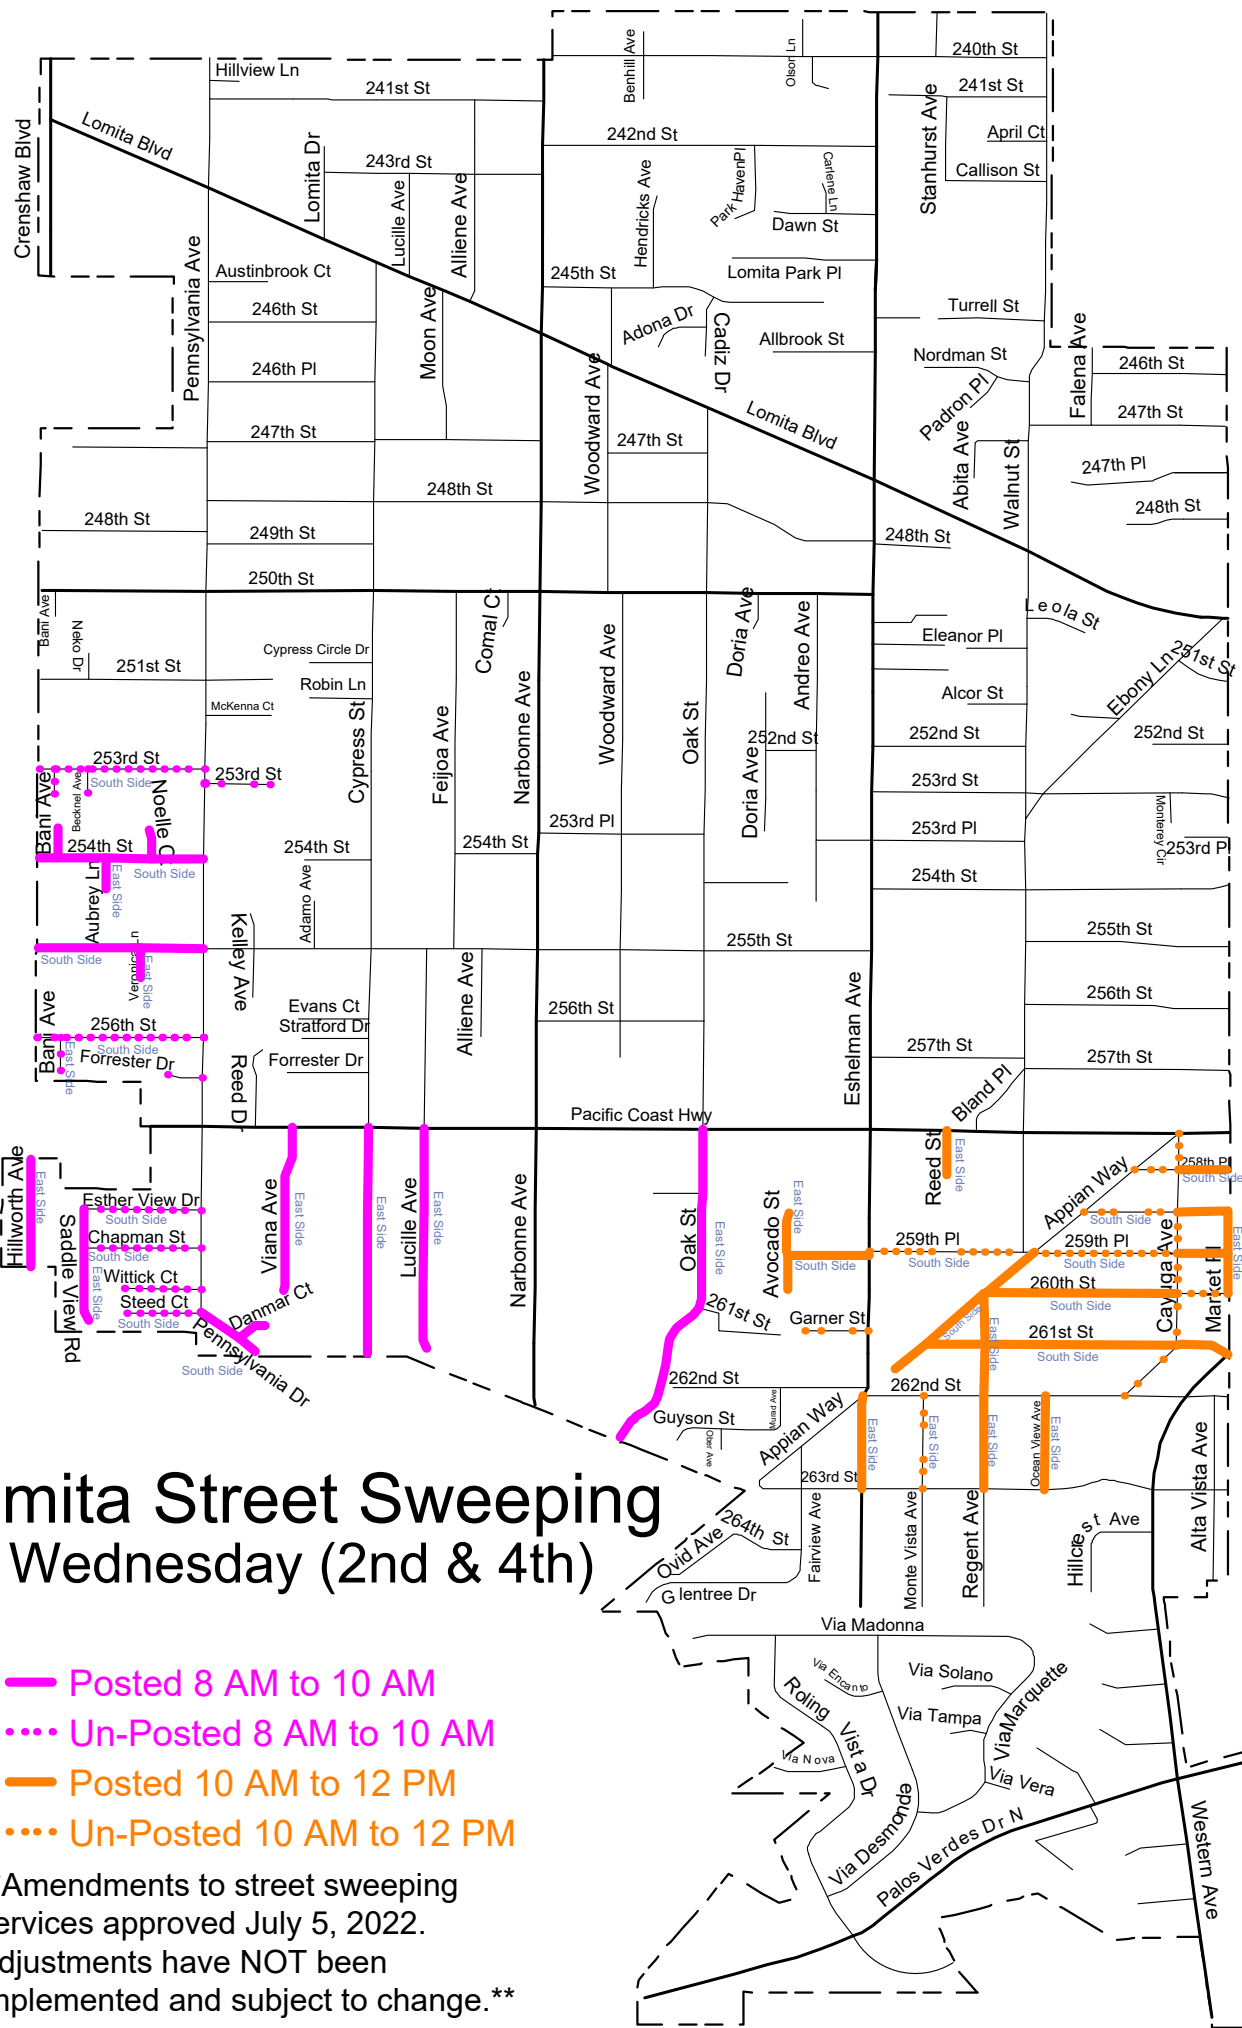 240th St
Benhill Ave
Olson Ln
Hillview Ln
241st St
241st St
Stanhurst Ave
Crenshaw Blvd
Lomita Blvd
242nd St
April Ct
Lomita Dr
243rd St
Callison St
Lucille Ave
Alliene Ave
Hendricks Ave
Park HavenPl
Carlene Ln
Dawn St
Pennsylvania Ave
Austinbrook Ct
245th St
Lomita Park Pl
246th St
Moon Ave
Adona Dr
Cadiz Dr
Allbrook St
Turrell St
Nordman St
Falena Ave
246th St
246th Pl
Woodward Ave
Padron Pl
247th St
Lomita Blvd
247th St
247th St
Abita Ave
Walnut St
247th Pl
248th St
248th St
248th St
249th St
248th St
250th St
Bani Ave
Neko Dr
Comal Ct
Doria Ave
Andreo Ave
Leola St
Eleanor Pl
251st St
Cypress Circle Dr
Robin Ln
McKenna Ct
Cypress St
Feijoa Ave
Narbonne Ave
Woodward Ave
Oak St
Alcor St
Ebony Ln
251st St
252nd St
252nd St
252nd St
253rd St
South Side
253rd St
Bani Ave
Becknel Ave
Noelle C
Doria Ave
253rd St
253rd Pl
253rd Pl
Monterey Cir
253rd Pl
254th St
South Side
254th St
254th St
254th St
Aubrey Ln
East Side
Adamo Ave
Kelley Ave
255th St
255th St
South Side
East Side
Bani Ave
256th St
South Side
East Side
Forrester Dr
Evans Ct
Stratford Dr
Forrester Dr
Reed D
Alliene Ave
256th St
Eshelman Ave
256th St
257th St
257th St
Bland Pl
Pacific Coast Hwy
Hillworth Ave
East Side
Saddle View Rd
East Side
Esther View Dr
South Side
Chapman St
South Side
Wittick Ct
Steed Ct
South Side
Danmar Ct
Pennsylvania Dr
South Side
Viana Ave
East Side
East Side
Lucille Ave
East Side
Narbonne Ave
Oak St
East Side
Avocado St
East Side
South Side
Reed St
East Side
Appian Way
258th Pl
South Side
South Side
259th Pl
South Side
259th Pl
South Side
Cayuga Ave
Market Pl
East Side
260th St
South Side
South Side
East Side
261st St
South Side
261st St
Garner St
262nd St
262nd St
Guyson St
Ober Ave
Murad Ave
Appian Way
263rd St
East Side
East Side
East Side
Ocean View Ave
East Side
Fairview Ave
Monte Vista Ave
Regent Ave
Hillcrest Ave
Alta Vista Ave
264th St
Ovid Ave
Glentree Dr
mita Street Sweeping
Wednesday (2nd & 4th)
Via Madonna
Via Encanto
Via Solano
Via Tampa
ViaMarquette
Roling Vista Dr
Via Nova
Via Vera
Via Desmonde
Palos Verdes Dr N
Western Ave
Posted 8 AM to 10 AM
Un-Posted 8 AM to 10 AM
Posted 10 AM to 12 PM
Un-Posted 10 AM to 12 PM
Amendments to street sweeping
ervices approved July 5, 2022.
djustments have NOT been
mplemented and subject to change.**